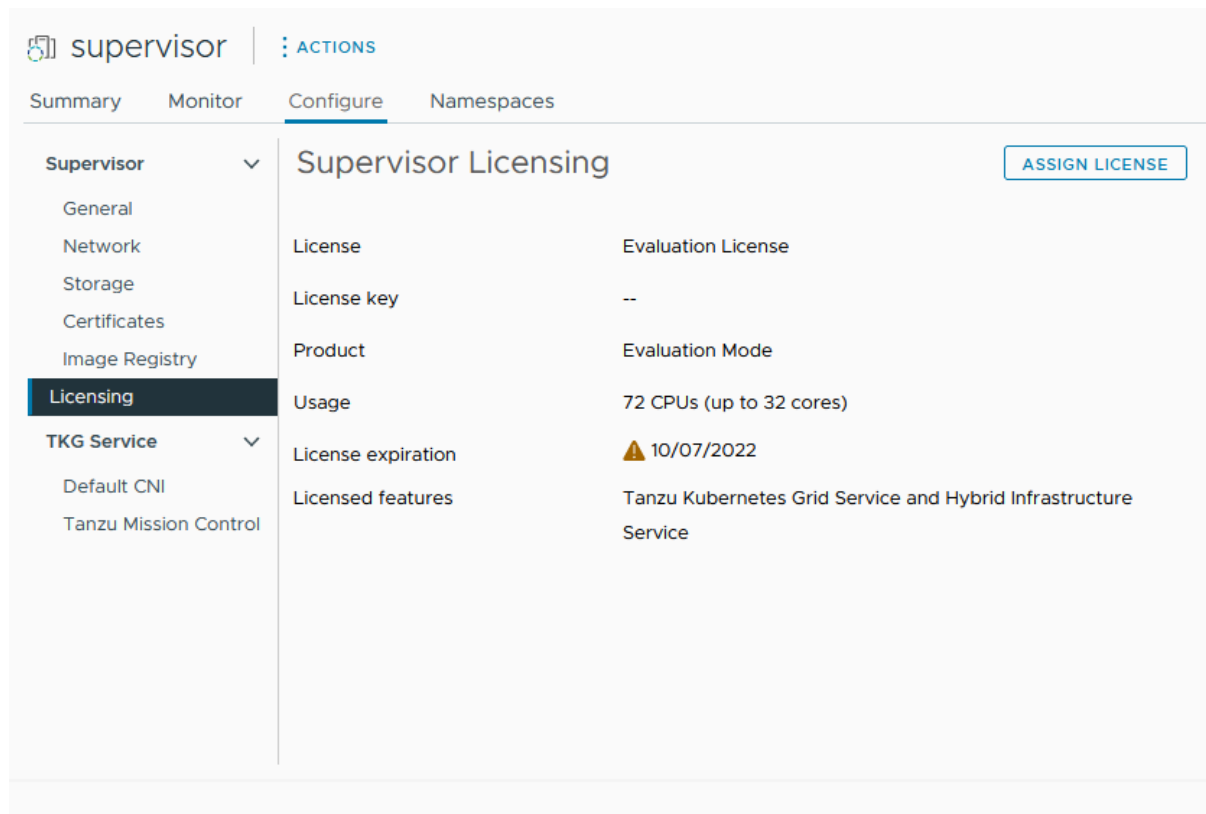 supervisor ACTIONS
Summary Monitor Configure Namespaces
Supervisor
General
Network
Storage
Certificates
Image Registry
Licensing
TKG Service
Default CNI
Tanzu Mission Control
Supervisor Licensing ASSIGN LICENSE
License Evaluation License
License key --
Product Evaluation Mode
Usage 72 CPUs (up to 32 cores)
License expiration 10/07/2022
Licensed features Tanzu Kubernetes Grid Service and Hybrid Infrastructure
Service